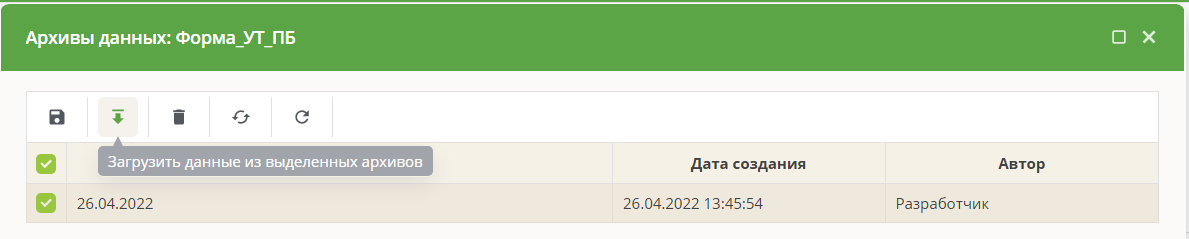 Архивы данных: Форма_УТ_ПБ
Загрузить данные из выделенных архивов
Дата создания
Автор
26.04.2022
26.04.2022 13:45:54
Разработчик